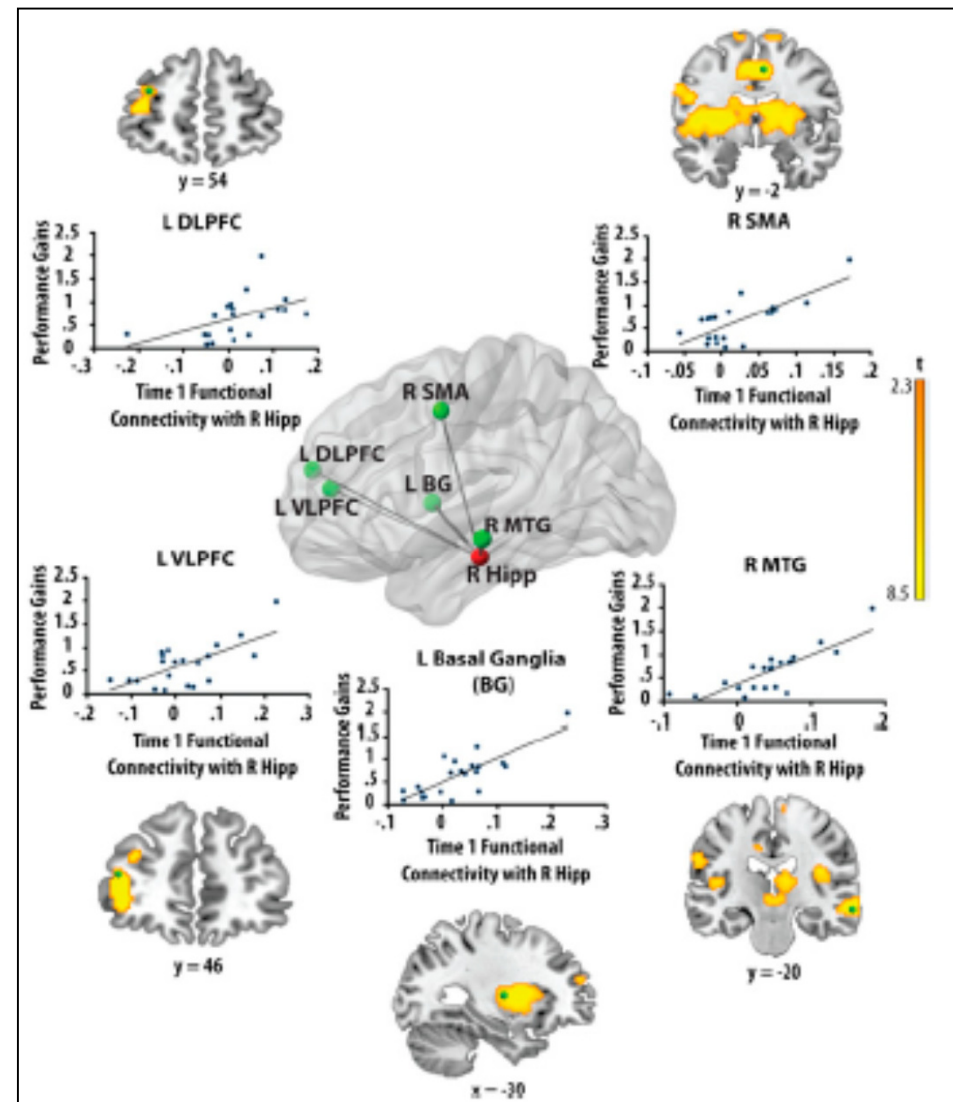 y = 54
y = -2
L DLPFC
Performance Gains
2.5
2
1.5
1
.5
0
-.3 -.2 -.1 0 .1 .2
Time 1 Functional
Connectivity with R Hipp
R SMA
Performance Gains
2.5
2
1.5
1
.5
0
-.1 -.05 0 .05 .1 .15 .2
Time 1 Functional
Connectivity with R Hipp
t
2.3
8.5
R SMA
L DLPFC
L BG
L VLPFC
R MTG
R Hipp
L VLPFC
Performance Gains
2.5
2
1.5
1
.5
0
-.2 -.1 0 .1 .2 .3
Time 1 Functional
Connectivity with R Hipp
L Basal Ganglia
(BG)
Performance Gains
2.5
2
1.5
1
.5
0
-.1 0 .1 .2 .3
Time 1 Functional
Connectivity with R Hipp
R MTG
Performance Gains
2.5
2
1.5
1
.5
0
-.1 0 .1 .2
Time 1 Functional
Connectivity with R Hipp
y = 46
y = -20
x = -30